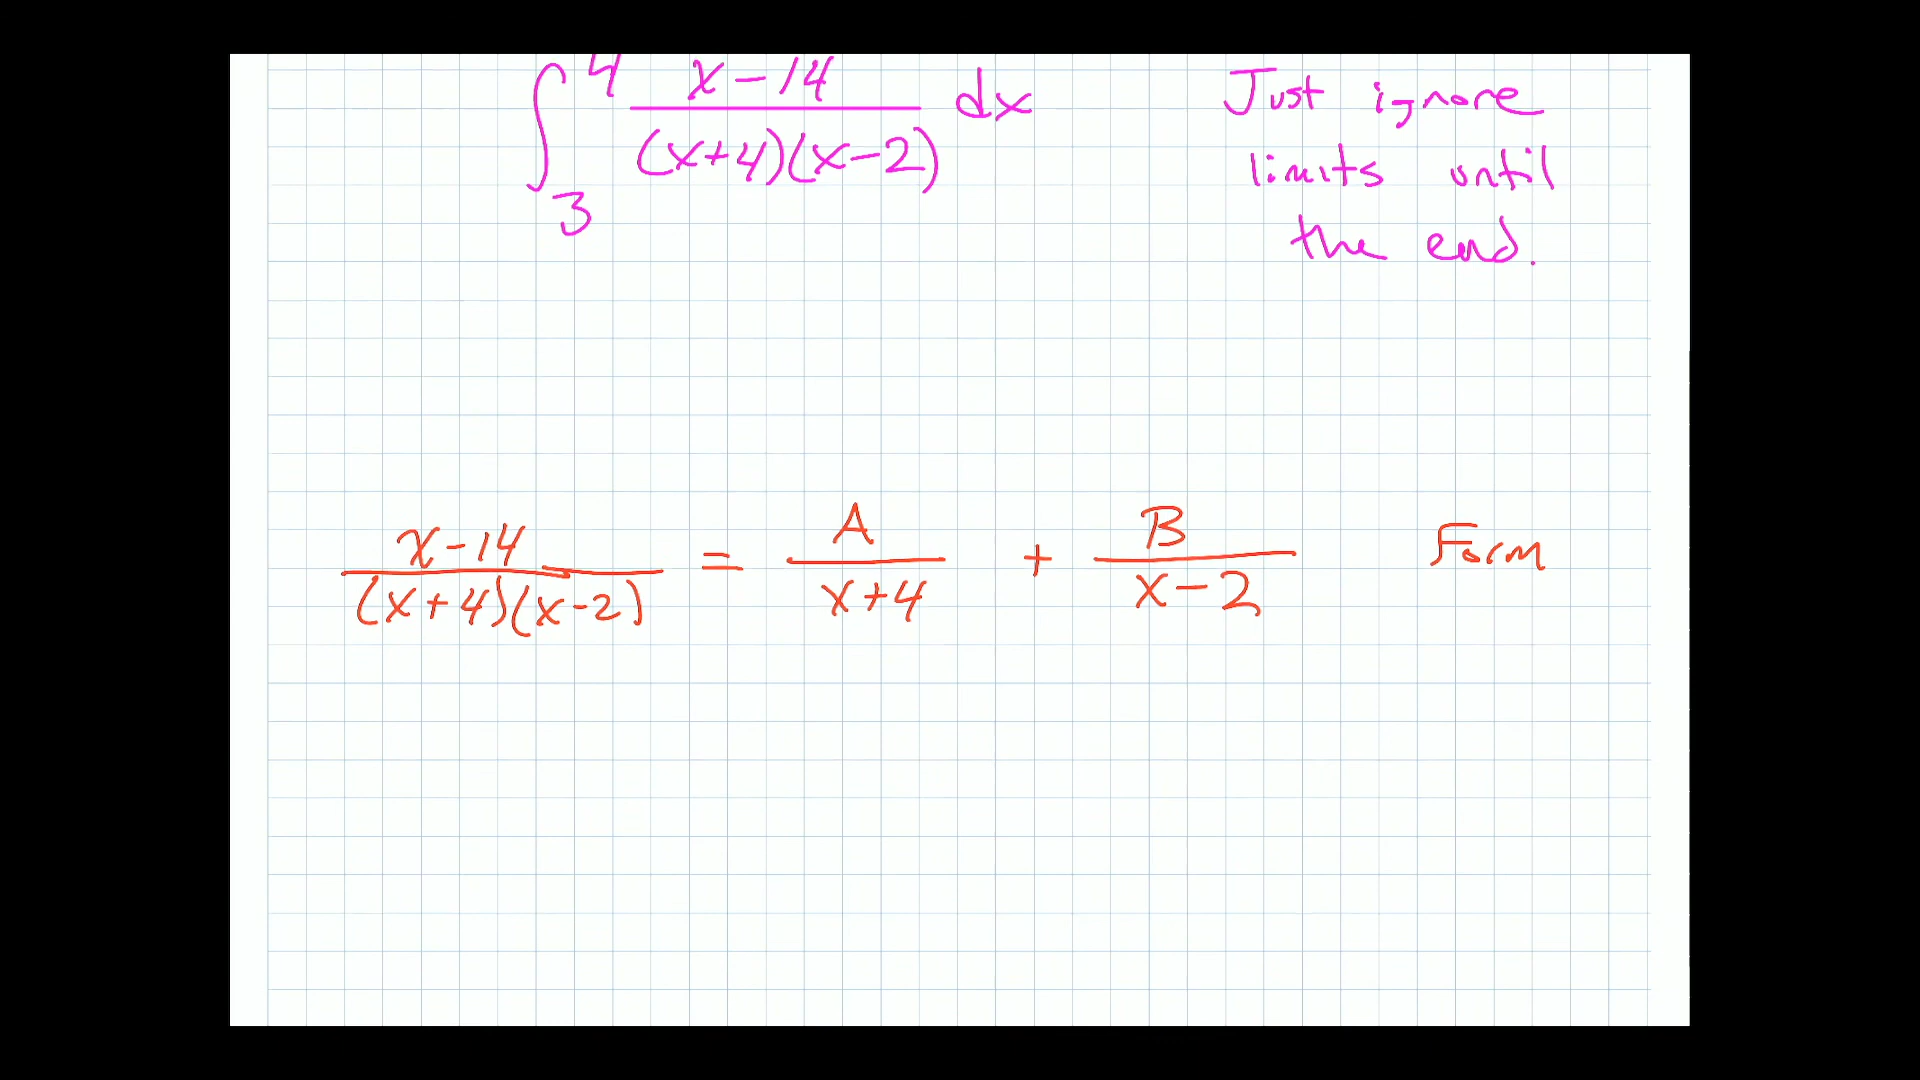 ∫₃⁴ (x-14)/((x+4)(x-2)) dx
Just ignore
limits until
the end.
(x-14)/((x+4)(x-2)) = A/(x+4) + B/(x-2) Form